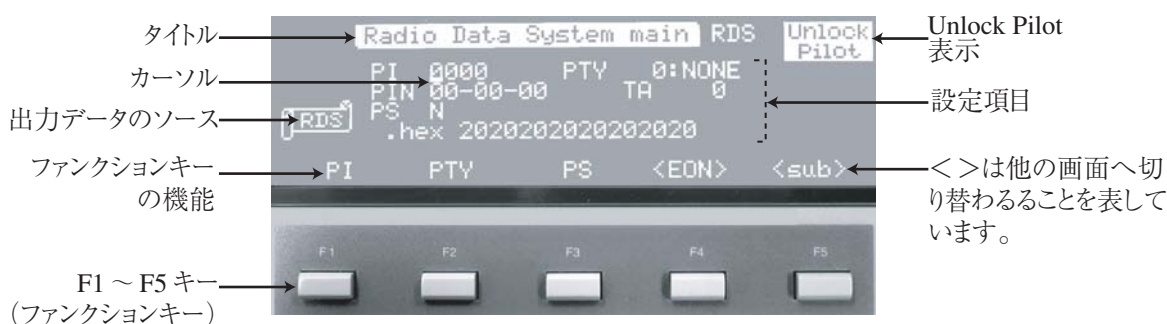 タイトル
カーソル
出力データのソース
ファンクションキー
の機能
F1 ～ F5 キー
（ファンクションキー）
Radio Data System main RDS Unlock
Pilot
PI 0000 PTY 0:NONE
PIN 00-00-00 TA 0
PS N
RDS
.hex 2020202020202020
PI PTY PS <EON> <sub>
F1 F2 F3 F4 F5
Unlock Pilot
表示
設定項目
＜＞は他の画面へ切
り替わるることを表して
います。